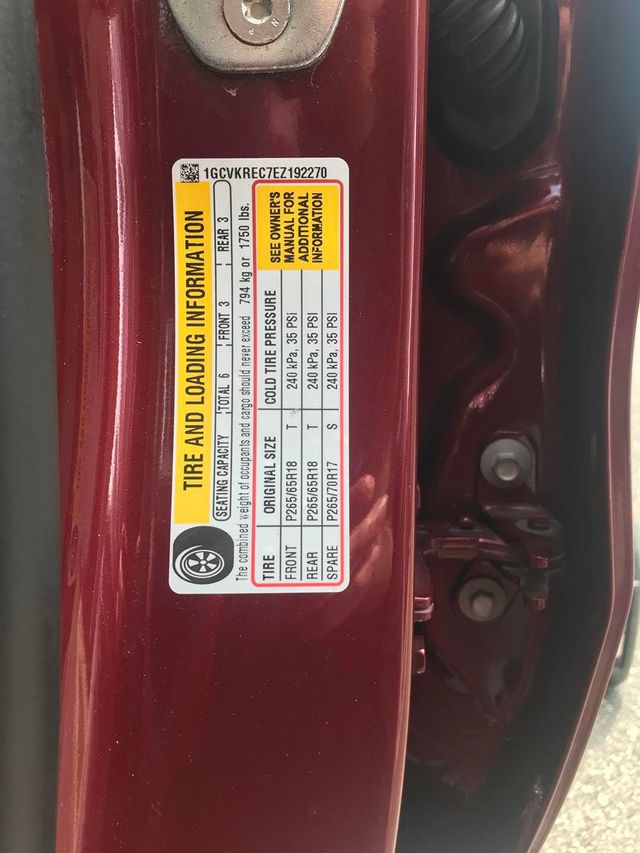 1GCVKREC7EZ192270
TIRE AND LOADING INFORMATION
SEATING CAPACITY TOTAL 6 FRONT 3 REAR 3
The combined weight of occupants and cargo should never exceed 794 kg or 1750 lbs.
TIRE ORIGINAL SIZE COLD TIRE PRESSURE
FRONT P265/65R18 T 240 kPa, 35 PSI
REAR P265/65R18 T 240 kPa, 35 PSI
SPARE P265/70R17 S 240 kPa, 35 PSI
SEE OWNER'S
MANUAL FOR
ADDITIONAL
INFORMATION